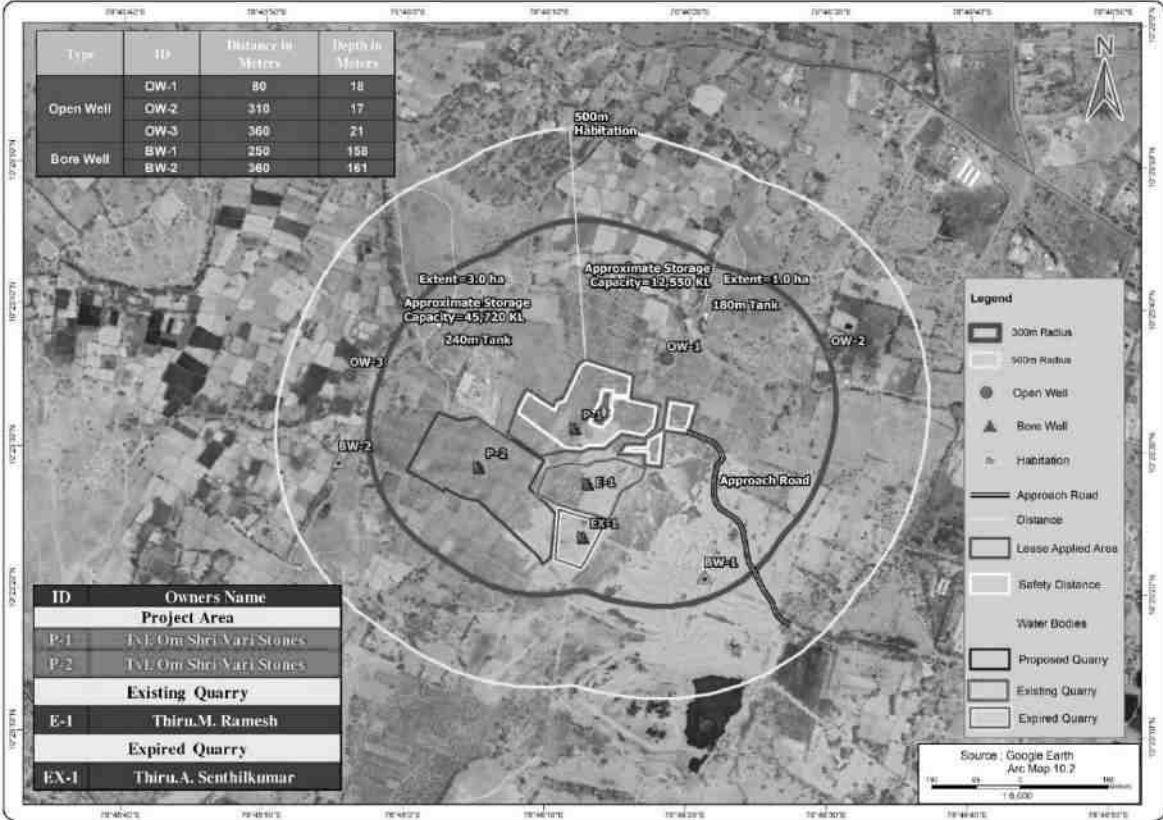 Type ID Distance in Meters Depth in Meters
Open Well OW-1 80 18
OW-2 310 17
OW-3 360 21
Bore Well BW-1 250 158
BW-2 360 161
N
500m
Habitation
Extent=3.0 ha
Approximate Storage
Capacity=45,720 KL
240m Tank
Approximate Storage
Capacity=12,550 KL
Extent=1.0 ha
180m Tank
OW-1
OW-2
OW-3
BW-2
P-1
P-2
E-1
EX-1
Approach Road
BW-1
Legend
300m Radius
500m Radius
Open Well
Bore Well
Habitation
Approach Road
Distance
Lease Applied Area
Safety Distance
Water Bodies
Proposed Quarry
Existing Quarry
Expired Quarry
ID Owners Name
Project Area
P-1 Tvl. Om Shri Vari Stones
P-2 Tvl. Om Shri Vari Stones
Existing Quarry
E-1 Thiru.M. Ramesh
Expired Quarry
EX-1 Thiru.A. Senthilkumar
Source : Google Earth
Arc Map 10.2